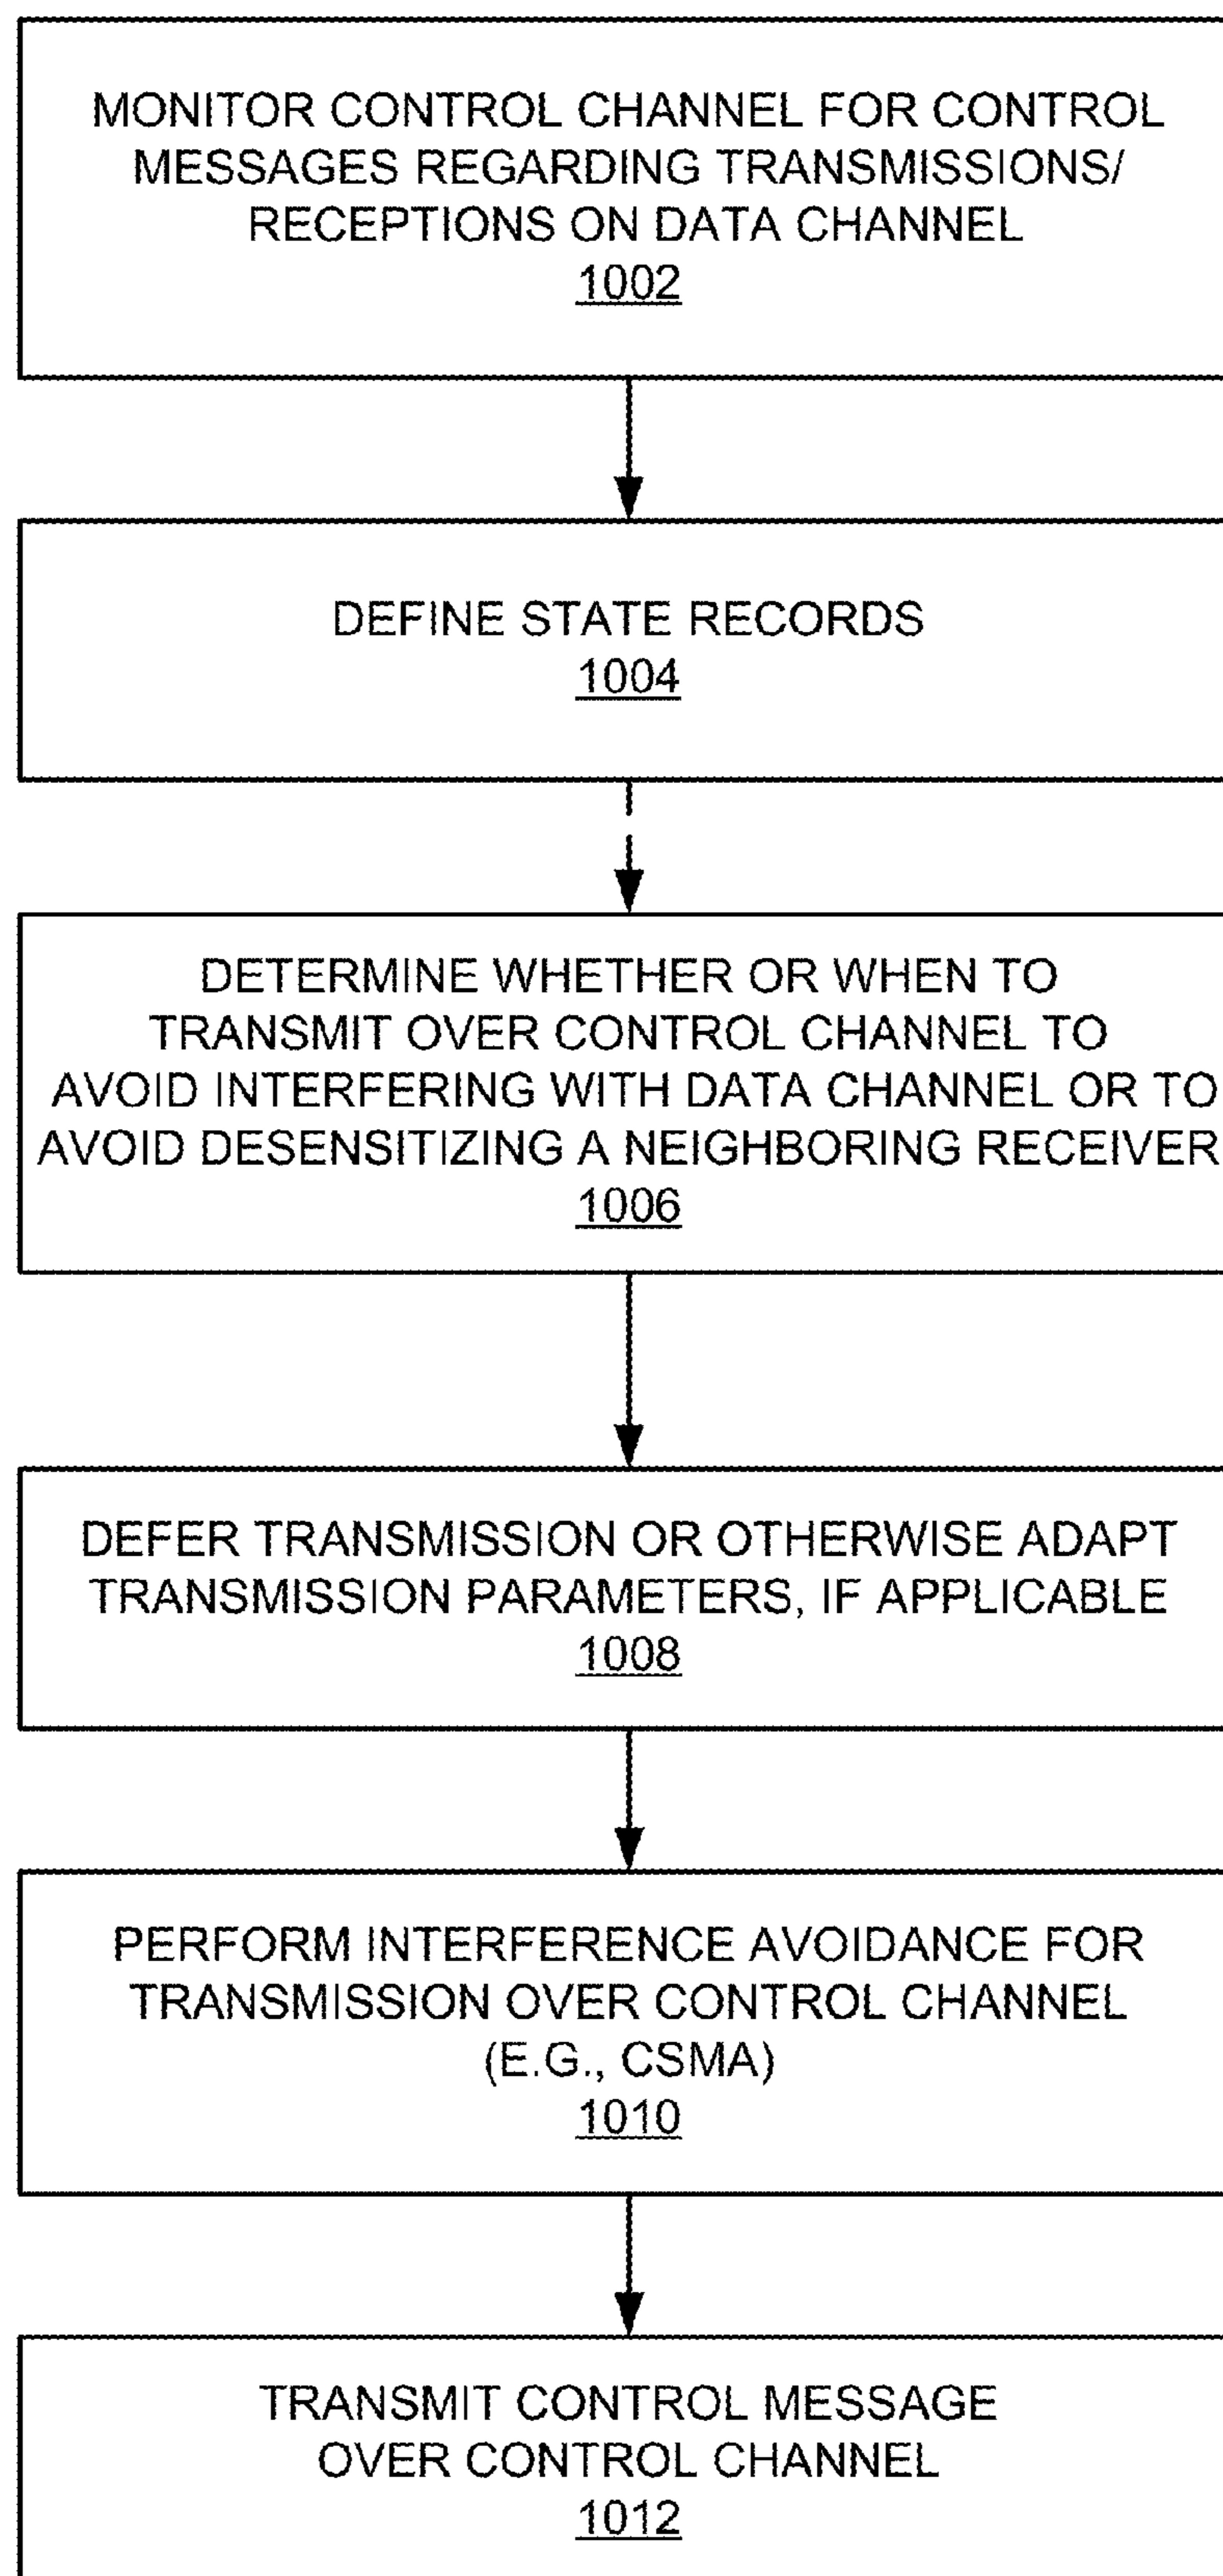 MONITOR CONTROL CHANNEL FOR CONTROL
MESSAGES REGARDING TRANSMISSIONS/
RECEPTIONS ON DATA CHANNEL
1002
DEFINE STATE RECORDS
1004
DETERMINE WHETHER OR WHEN TO
TRANSMIT OVER CONTROL CHANNEL TO
AVOID INTERFERING WITH DATA CHANNEL OR TO
AVOID DESENSITIZING A NEIGHBORING RECEIVER
1006
DEFER TRANSMISSION OR OTHERWISE ADAPT
TRANSMISSION PARAMETERS, IF APPLICABLE
1008
PERFORM INTERFERENCE AVOIDANCE FOR
TRANSMISSION OVER CONTROL CHANNEL
(E.G., CSMA)
1010
TRANSMIT CONTROL MESSAGE
OVER CONTROL CHANNEL
1012